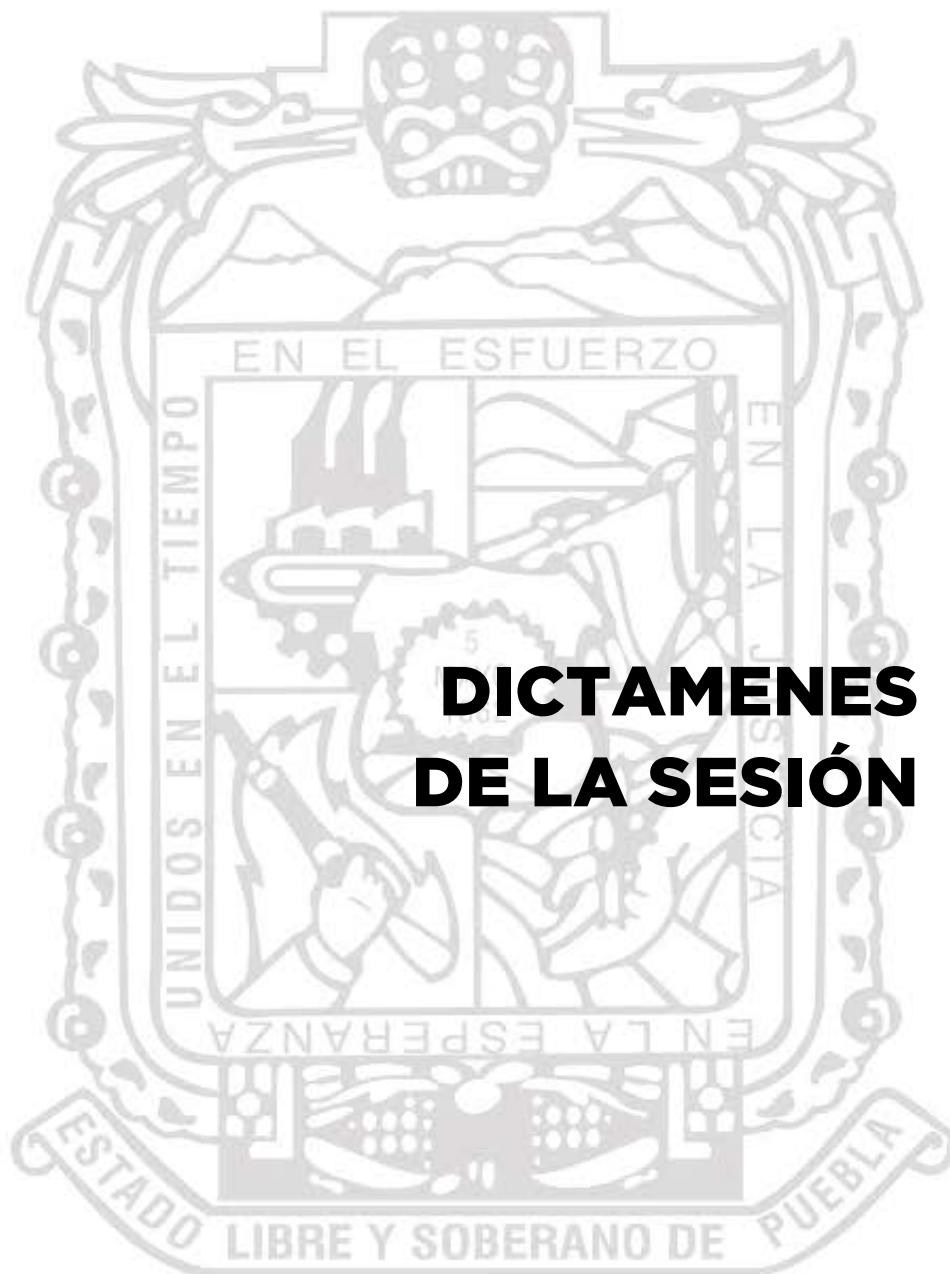 EN EL ESFUERZO
UNIDOS EN EL TIEMPO
EN LA
5
DICTAMENES
DE LA SESIÓN
EN LA ESPERANZA
ESTADO LIBRE Y SOBERANO DE PUEBLA